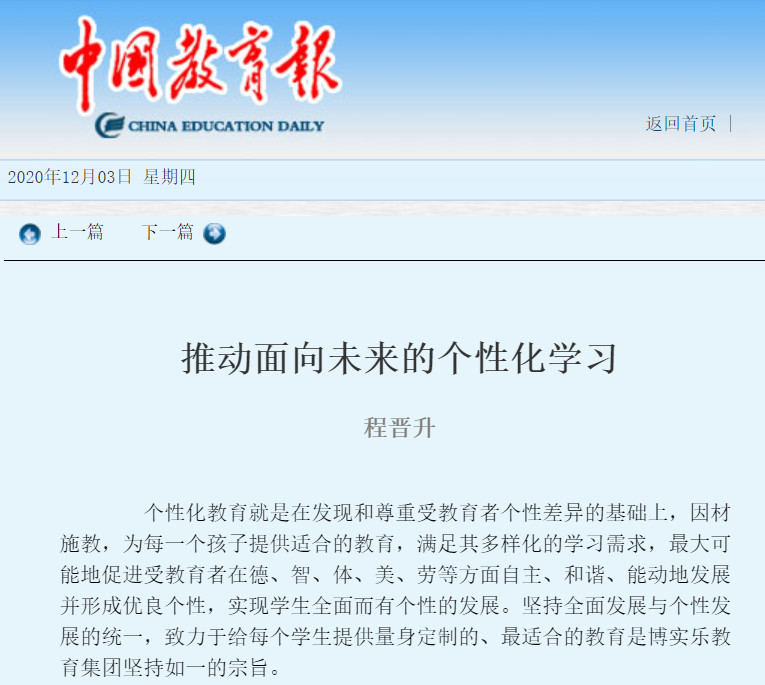 中国教育報
CHINA EDUCATION DAILY
返回首页 |
2020年12月03日 星期四
上一篇 下一篇
推动面向未来的个性化学习
程晋升
个性化教育就是在发现和尊重受教育者个性差异的基础上，因材
施教，为每一个孩子提供适合的教育，满足其多样化的学习需求，最大可
能地促进受教育者在德、智、体、美、劳等方面自主、和谐、能动地发展
并形成优良个性，实现学生全面而有个性的发展。坚持全面发展与个性发
展的统一，致力于给每个学生提供量身定制的、最适合的教育是博实乐教
育集团坚持如一的宗旨。